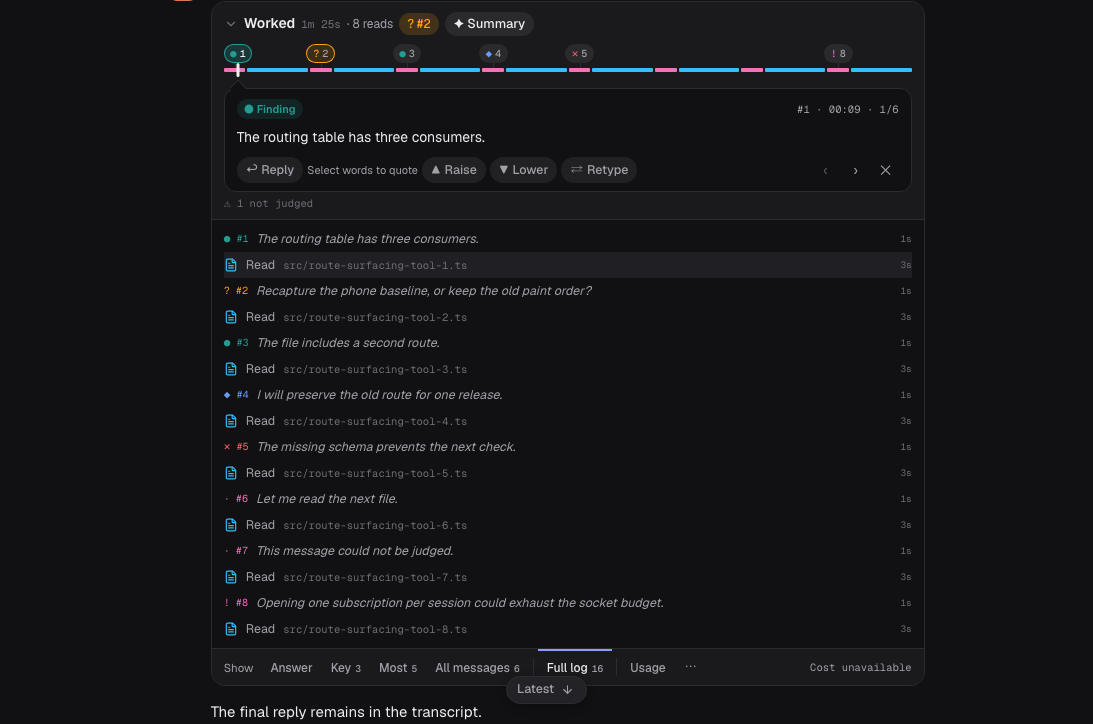 Worked 1m 25s · 8 reads ? #2 ✦ Summary
● 1 ? 2 ● 3 ◆ 4 × 5 ! 8
● Finding #1 · 00:09 · 1/6
The routing table has three consumers.
↩ Reply Select words to quote ▲ Raise ▼ Lower ⇄ Retype ‹ › ×
⚠ 1 not judged
● #1 The routing table has three consumers. 1s
Read src/route-surfacing-tool-1.ts 3s
? #2 Recapture the phone baseline, or keep the old paint order? 1s
Read src/route-surfacing-tool-2.ts 3s
● #3 The file includes a second route. 1s
Read src/route-surfacing-tool-3.ts 3s
◆ #4 I will preserve the old route for one release. 1s
Read src/route-surfacing-tool-4.ts 3s
× #5 The missing schema prevents the next check. 1s
Read src/route-surfacing-tool-5.ts 3s
· #6 Let me read the next file. 1s
Read src/route-surfacing-tool-6.ts 3s
· #7 This message could not be judged. 1s
Read src/route-surfacing-tool-7.ts 3s
! #8 Opening one subscription per session could exhaust the socket budget. 1s
Read src/route-surfacing-tool-8.ts 3s
Show Answer Key 3 Most 5 All messages 6 Full log 16 Usage ··· Cost unavailable
Latest ↓
The final reply remains in the transcript.